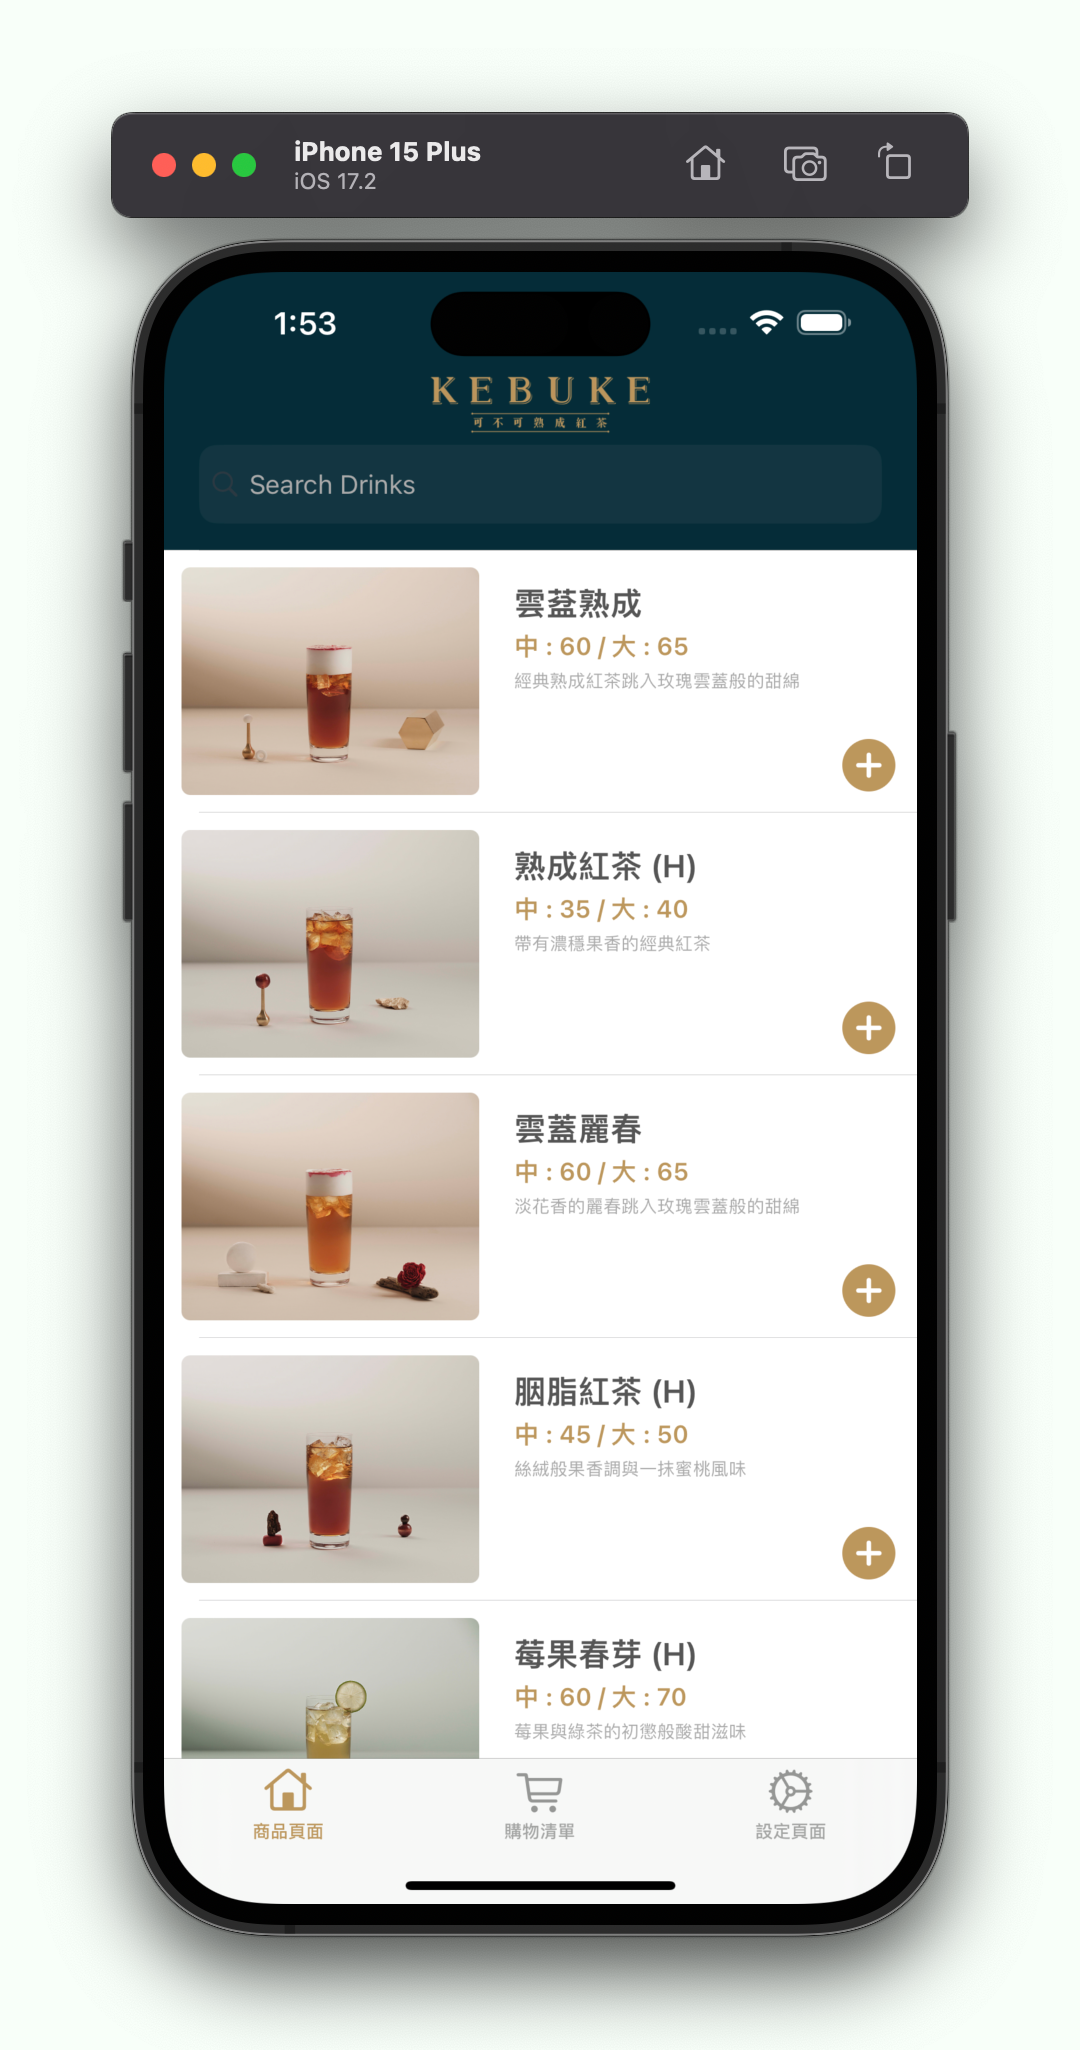 iPhone 15 Plus
iOS 17.2
1:53
KEBUKE
可不可熟成紅茶
Search Drinks
雲葢熟成
中 : 60 / 大 : 65
經典熟成紅茶跳入玫瑰雲蓋般的甜綿
熟成紅茶 (H)
中 : 35 / 大 : 40
帶有濃穩果香的經典紅茶
雲蓋麗春
中 : 60 / 大 : 65
淡花香的麗春跳入玫瑰雲蓋般的甜綿
胭脂紅茶 (H)
中 : 45 / 大 : 50
絲絨般果香調與一抹蜜桃風味
莓果春芽 (H)
中 : 60 / 大 : 70
莓果與綠茶的初戀般酸甜滋味
商品頁面
購物清單
設定頁面